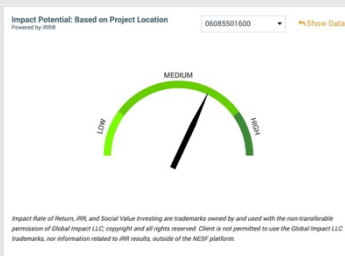 Impact Potential: Based on Project Location
Powered by iRR®
06085501600
Show Data
MEDIUM
LOW
HIGH
Impact Rate of Return, iRR, and Social Value Investing are trademarks owned by and used with the non-transferable
permission of Global Impact LLC; copyright and all rights reserved. Client is not permitted to use the Global Impact LLC
trademarks, nor information related to iRR results, outside of the NESF platform.